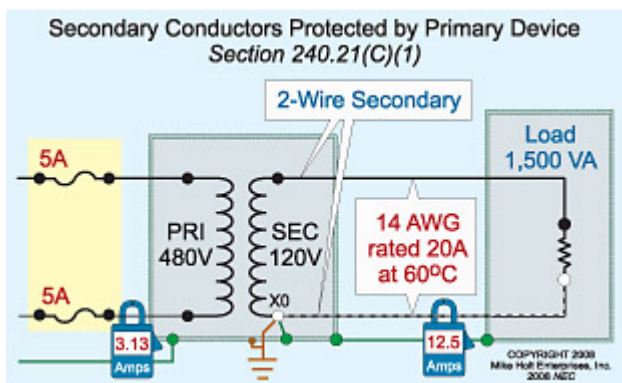 Secondary Conductors Protected by Primary Device
Section 240.21(C)(1)
2-Wire Secondary
Load
1,500 VA
5A
PRI
480V
SEC
120V
14 AWG
rated 20A
at 60ºC
5A
X0
3.13
Amps
12.5
Amps
COPYRIGHT 2008
Mike Holt Enterprises, Inc.
2008 NEC